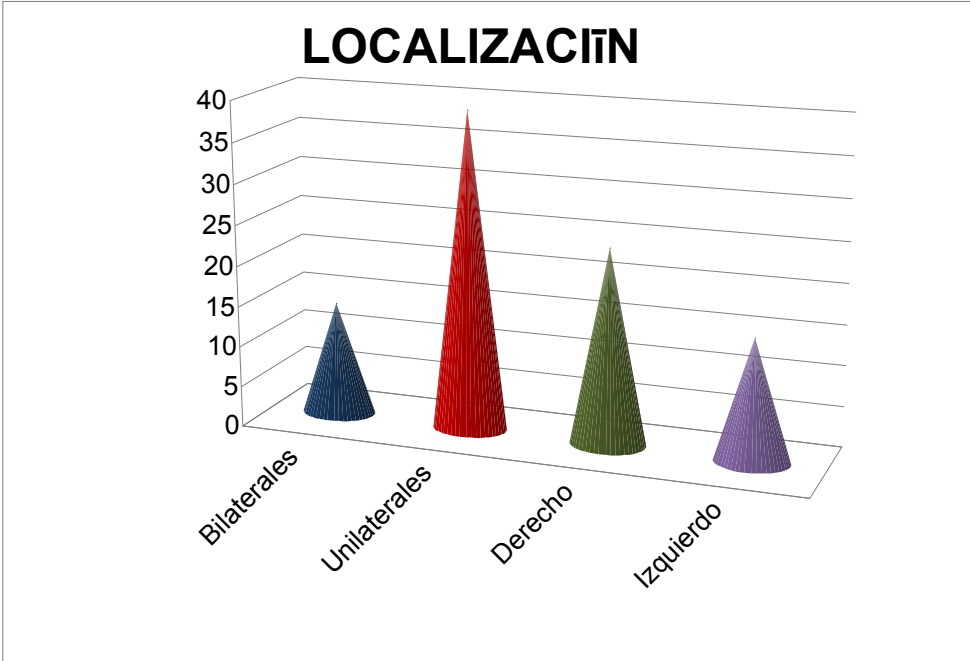 LOCALIZACIīN
40
35
30
25
20
15
10
5
0
Bilaterales
Unilaterales
Derecho
Izquierdo